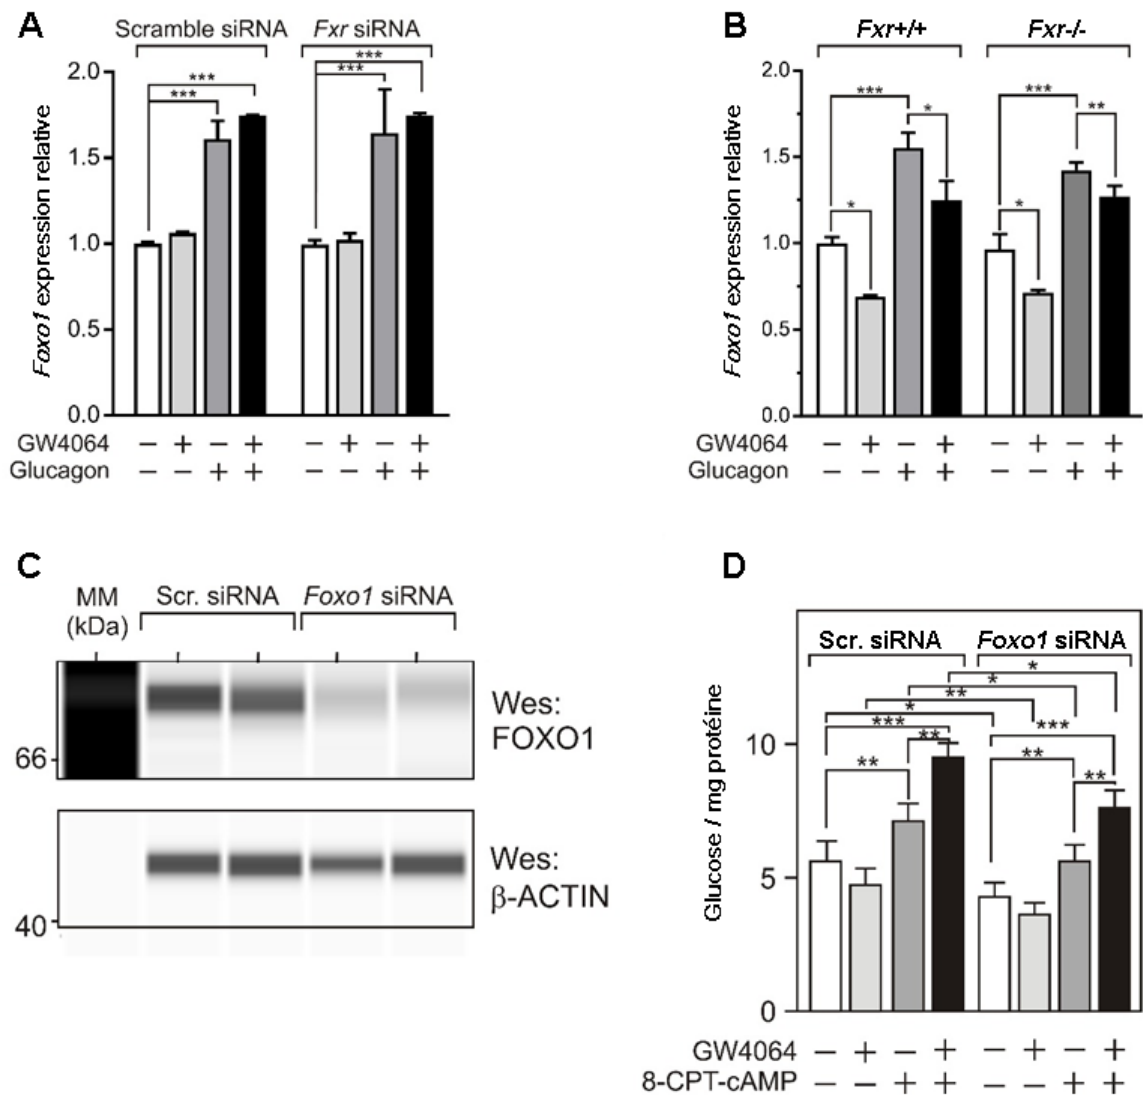 A
Scramble siRNA
Fxr siRNA
***
***
***
***
2.0
1.5
1.0
0.5
0.0
Foxo1 expression relative
GW4064 − + − + − + − +
Glucagon − − + + − − + +
B
Fxr+/+
Fxr-/-
***
*
*
***
**
*
2.0
1.5
1.0
0.5
0.0
Foxo1 expression relative
GW4064 − + − + − + − +
Glucagon − − + + − − + +
C
MM
(kDa)
Scr. siRNA
Foxo1 siRNA
66
Wes:
FOXO1
40
Wes:
β-ACTIN
D
Scr. siRNA
Foxo1 siRNA
*
*
**
*
***
***
**
**
**
**
10
5
0
Glucose / mg protéine
GW4064 − + − + − + − +
8-CPT-cAMP − − + + − − + +